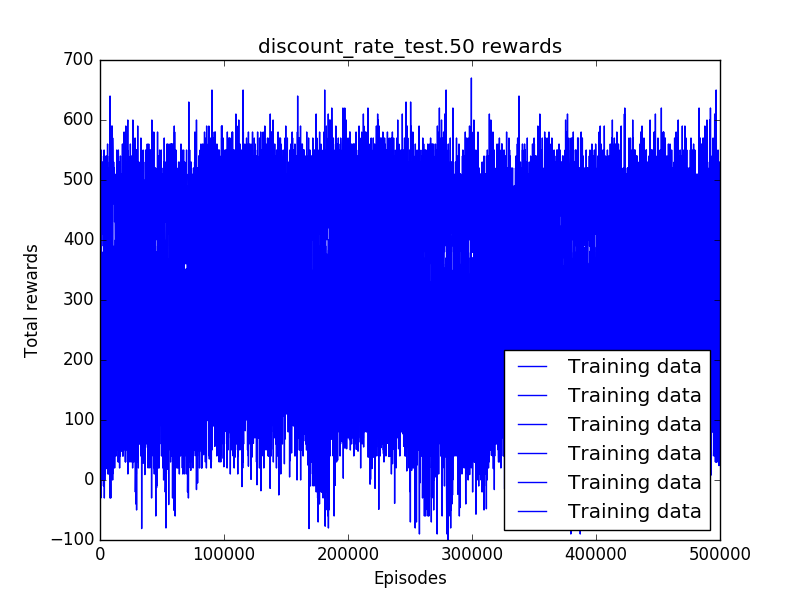 discount_rate_test.50 rewards
700
600
500
400
300
200
100
0
−100
Total rewards
Training data
Training data
Training data
Training data
Training data
Training data
0
100000
200000
300000
400000
500000
Episodes